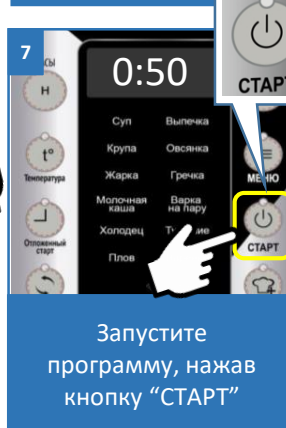 7
СТАРТ
0:50
Н
Суп Выпечка
Крупа Овсянка
Жарка Гречка
Молочная каша
Варка на пару
Холодец
Плов
t°
Температура
Отложенный
старт
МЕНЮ
СТАРТ
Запустите
программу, нажав
кнопку “СТАРТ”